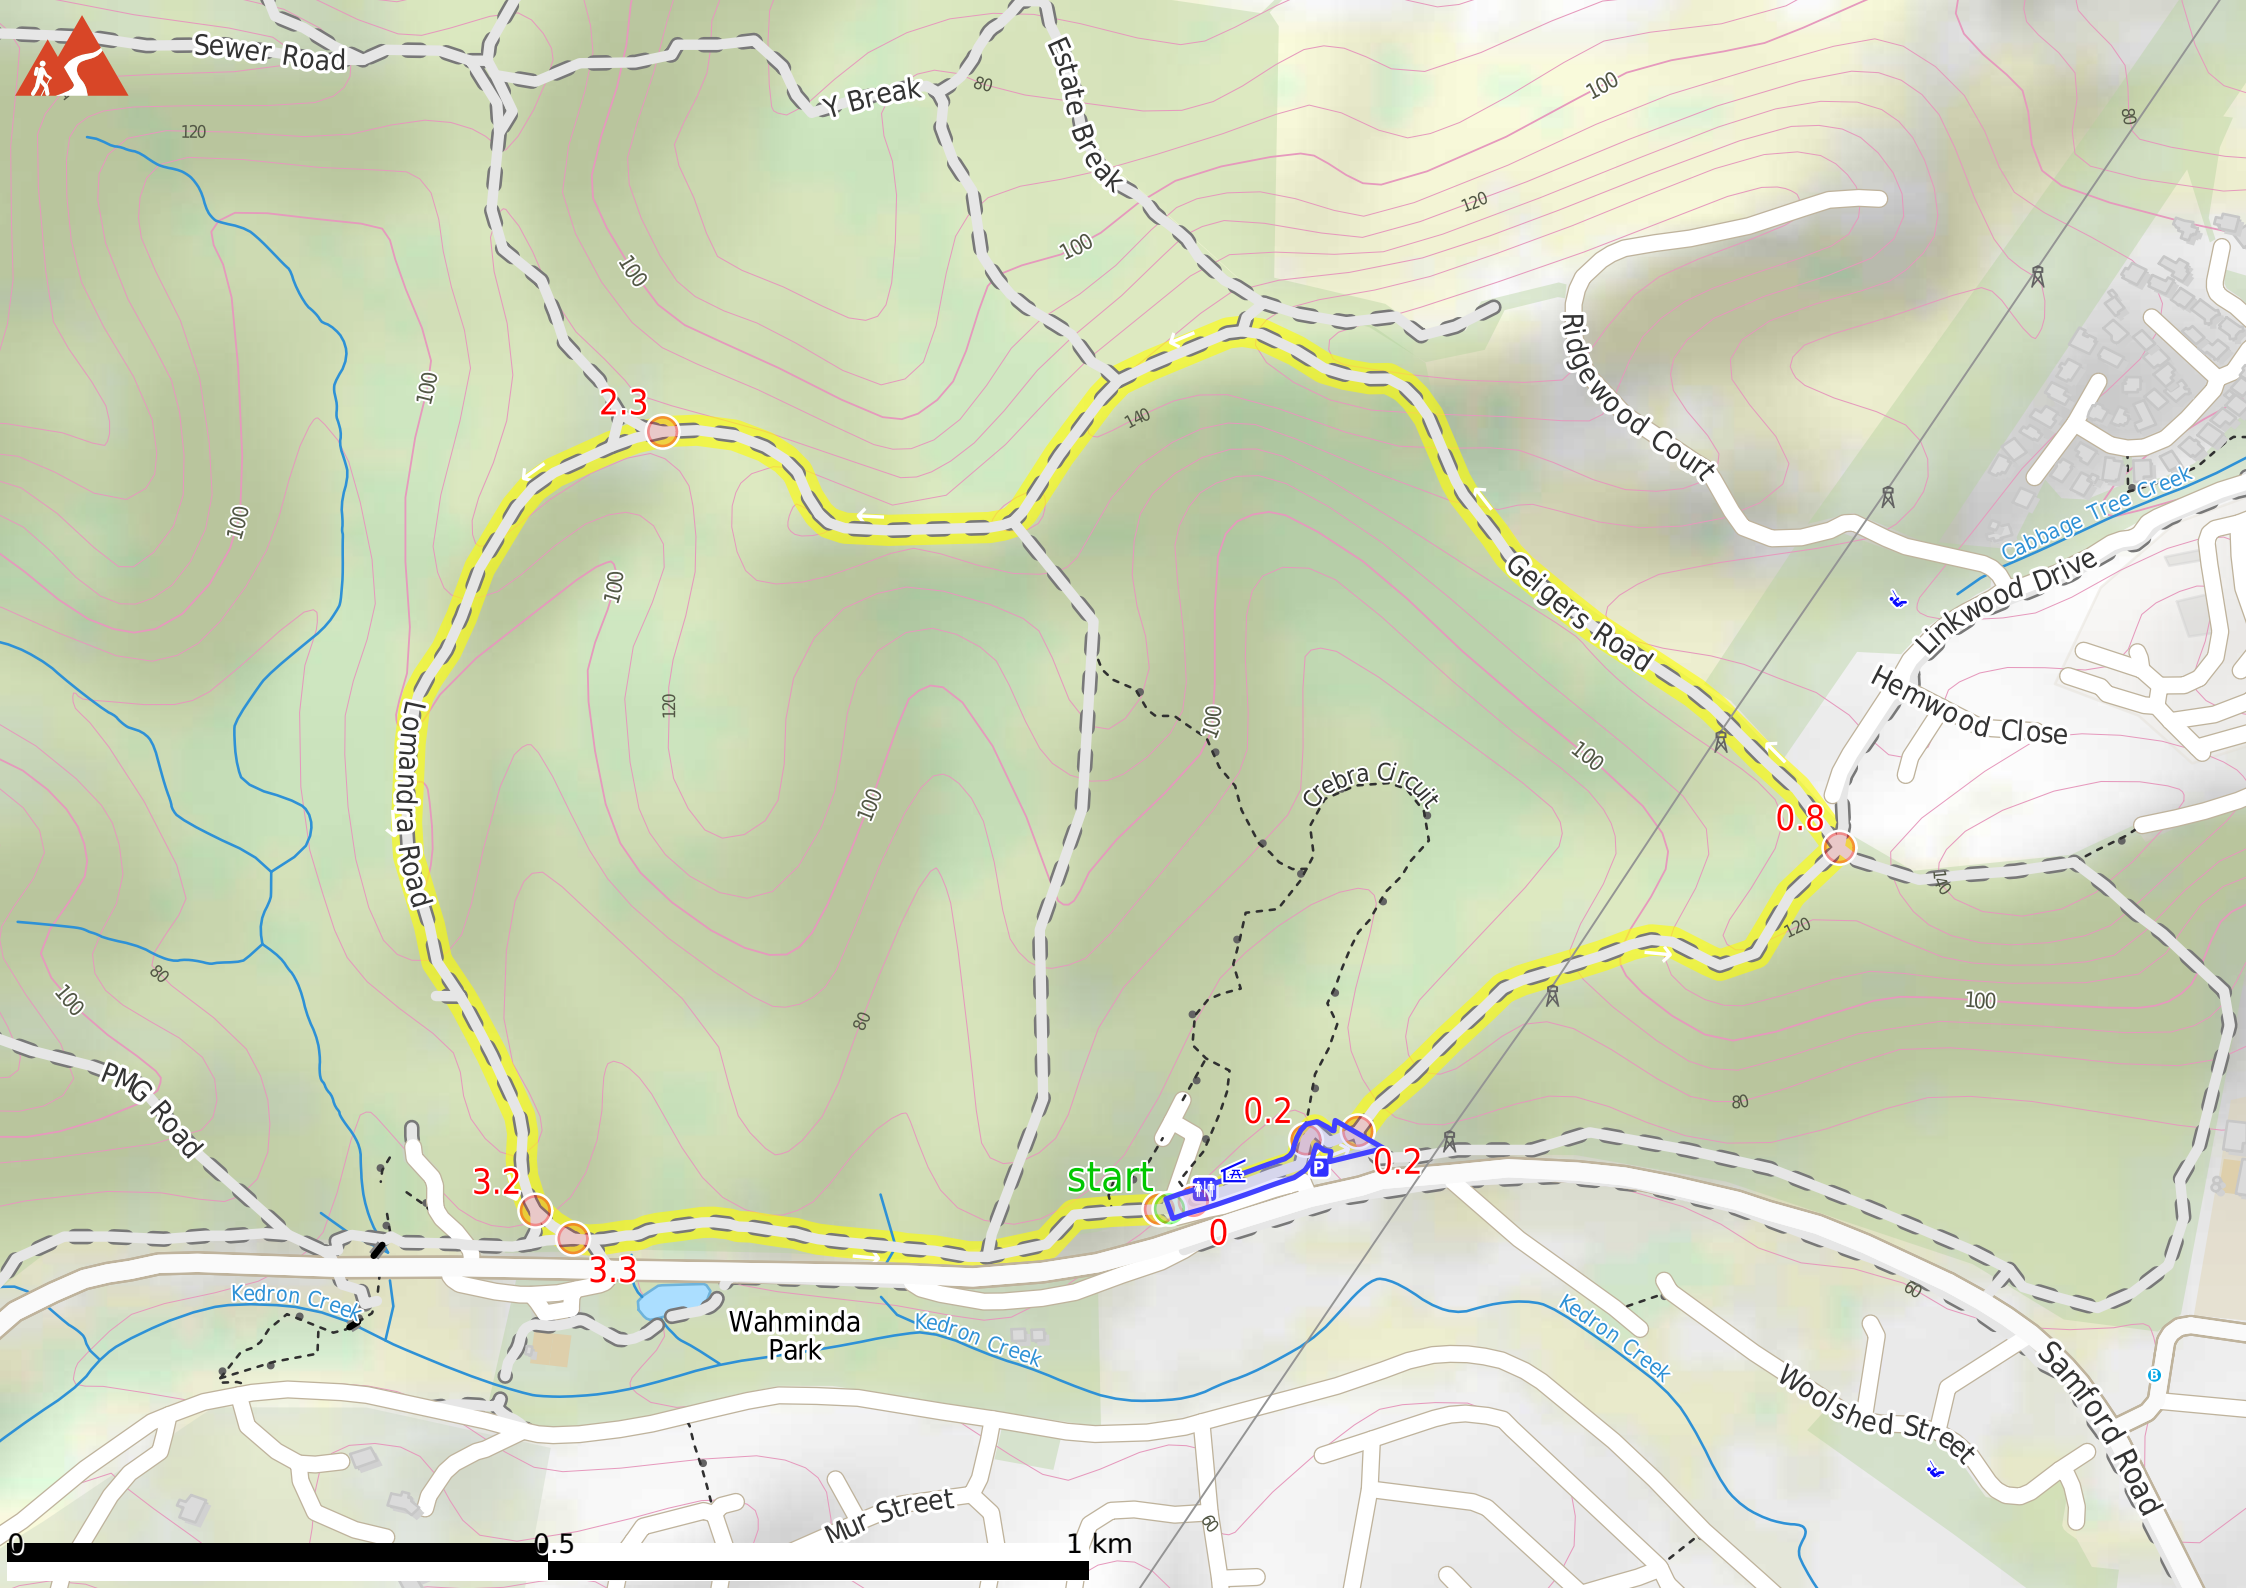 Sewer Road
Y Break
80
Estate Break
100
80
120
120
100
100
100
Ridgewood Court
100
140
2.3
100
Cabbage Tree Creek
Linkwood Drive
Geigers Road
Hemwood Close
100
120
100
100
Lomandra Road
100
Crebra Circuit
0.8
140
120
80
100
80
100
PMG Road
0.2
80
0.2
start
3.2
P
0
3.3
Kedron Creek
Wahminda
Park
Kedron Creek
Kedron Creek
60
Samford Road
Woolshed Street
B
8
Mur Street
60
0
0.5
1 km